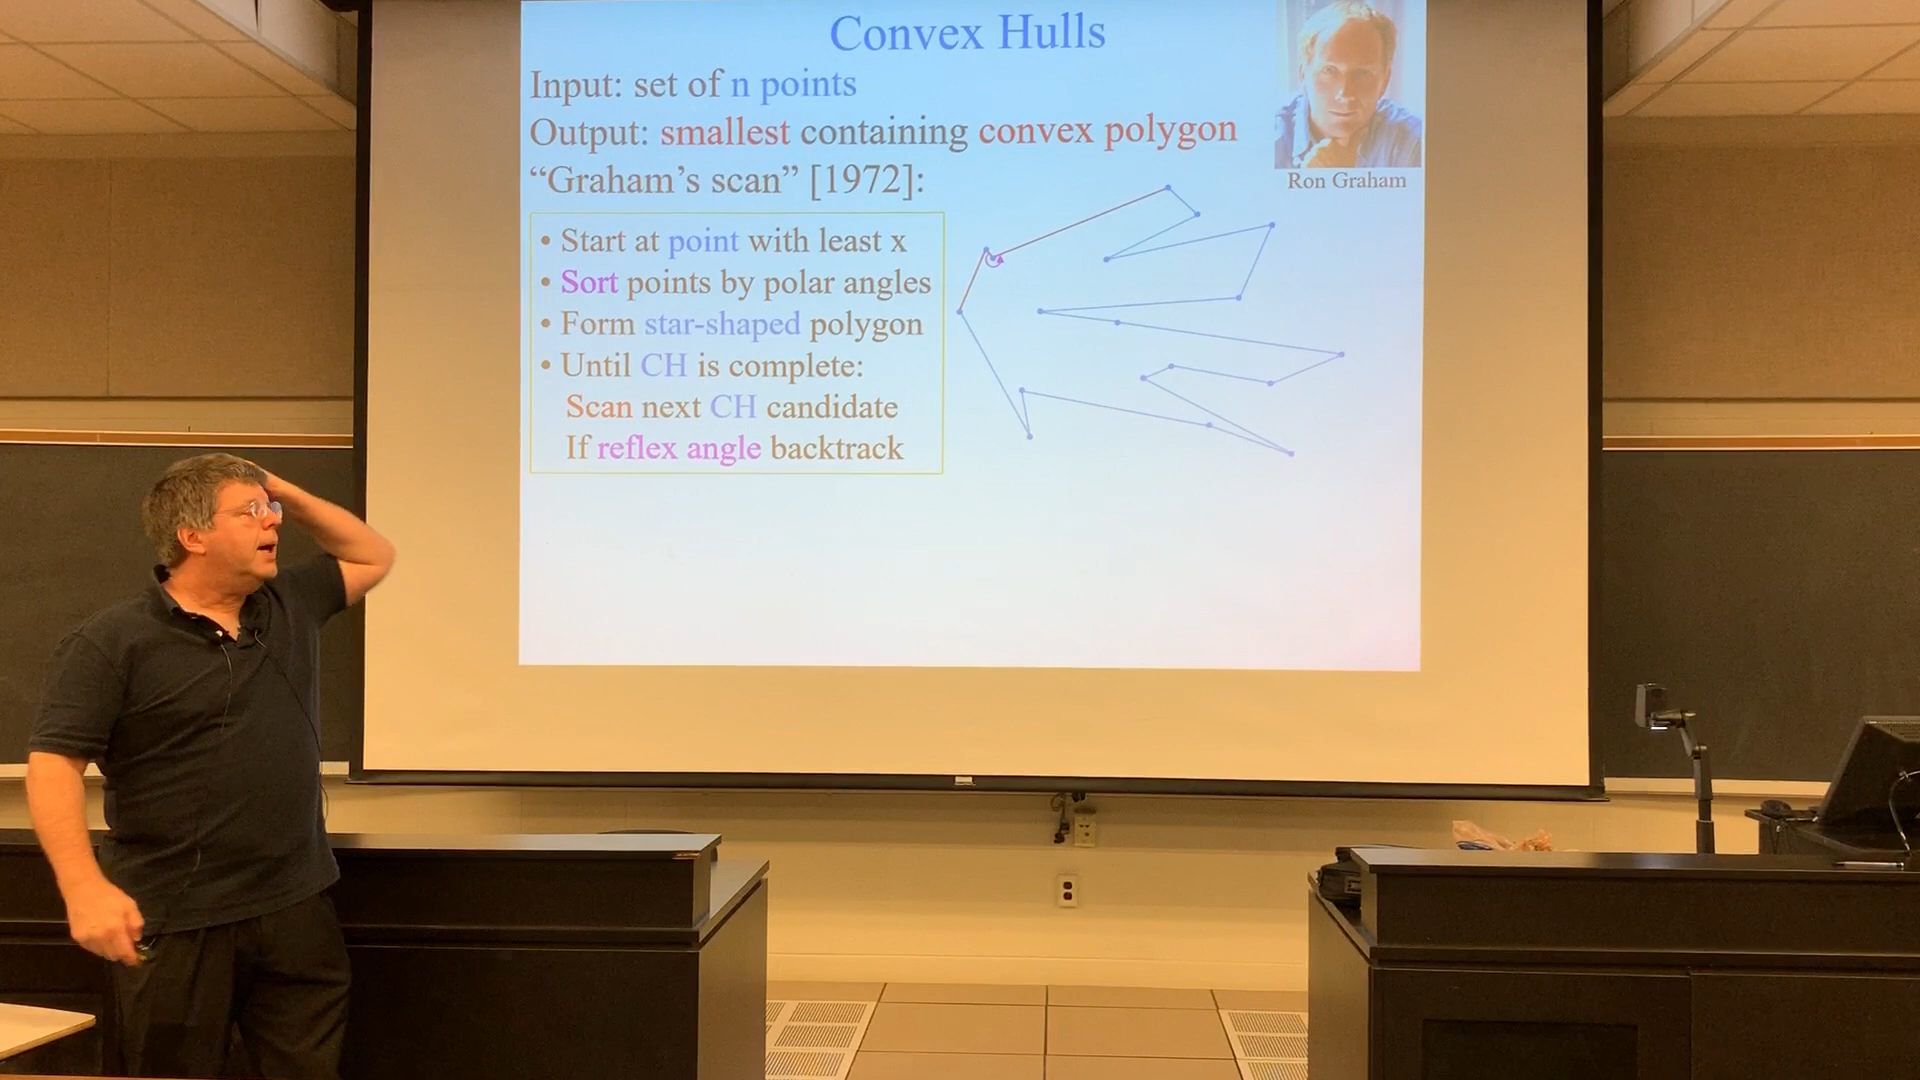 Convex Hulls
Input: set of n points
Output: smallest containing convex polygon
“Graham’s scan” [1972]:
Ron Graham
• Start at point with least x
• Sort points by polar angles
• Form star-shaped polygon
• Until CH is complete:
Scan next CH candidate
If reflex angle backtrack